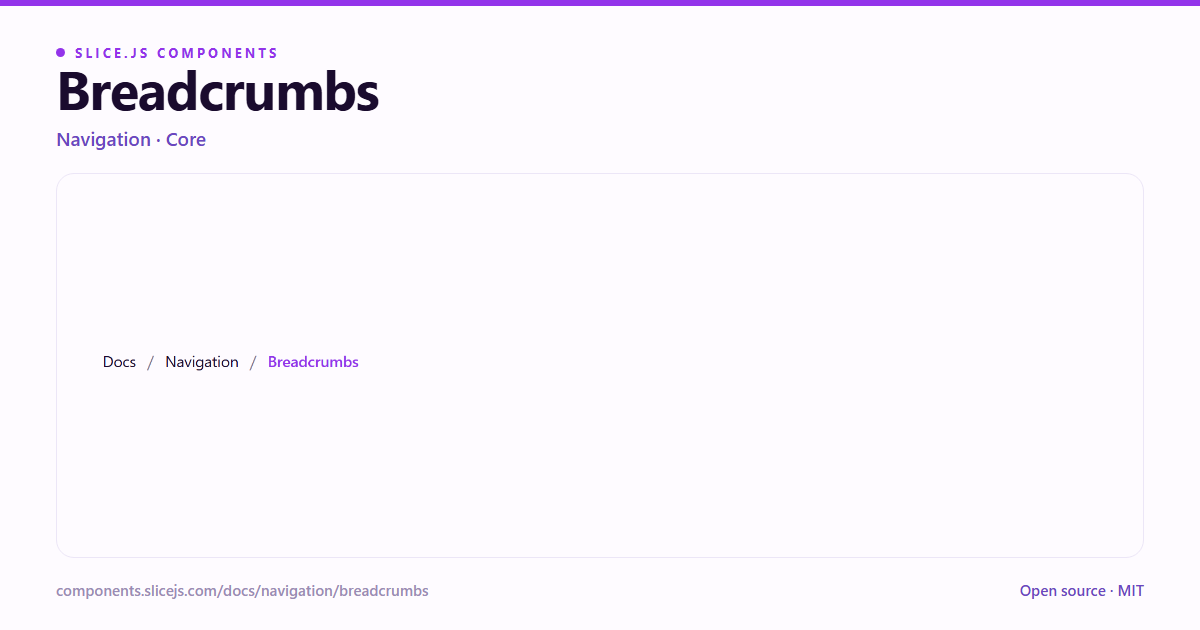 SLICE.JS COMPONENTS
Breadcrumbs
Navigation · Core
Docs / Navigation / Breadcrumbs
components.slicejs.com/docs/navigation/breadcrumbs
Open source · MIT